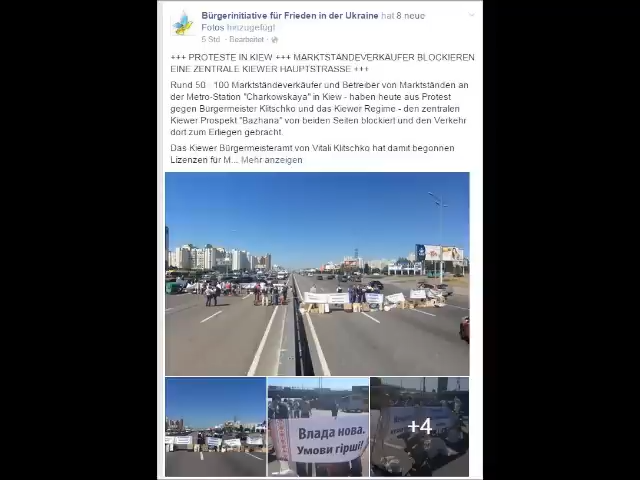 Bürgerinitiative für Frieden in der Ukraine hat 8 neue
Fotos hinzugefügt
5 Std · Bearbeitet ·
+++ PROTESTE IN KIEW +++ MARKTSTÄNDEVERKÄUFER BLOCKIEREN
EINE ZENTRALE KIEWER HAUPTSTRASSE +++
Rund 50 - 100 Marktständeverkäufer und Betreiber von Marktständen an
der Metro-Station "Charkowskaya" in Kiew - haben heute aus Protest
gegen Bürgermeister Klitschko und das Kiewer Regime - den zentralen
Kiewer Prospekt "Bazhana" von beiden Seiten blockiert und den Verkehr
dort zum Erliegen gebracht.
Das Kiewer Bürgermeisteramt von Vitali Klitschko hat damit begonnen
Lizenzen für M... Mehr anzeigen
Влада нова.
Умови гірші!
+4